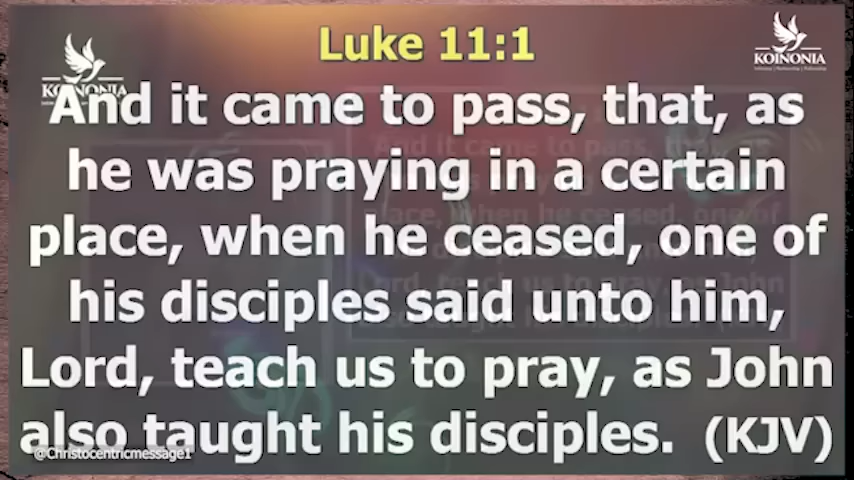 Luke 11:1
KOINONIA
KOINONIA
And it came to pass, that, as
he was praying in a certain
place, when he ceased, one of
his disciples said unto him,
Lord, teach us to pray, as John
also taught his disciples. (KJV)
@Christocentricmessage1